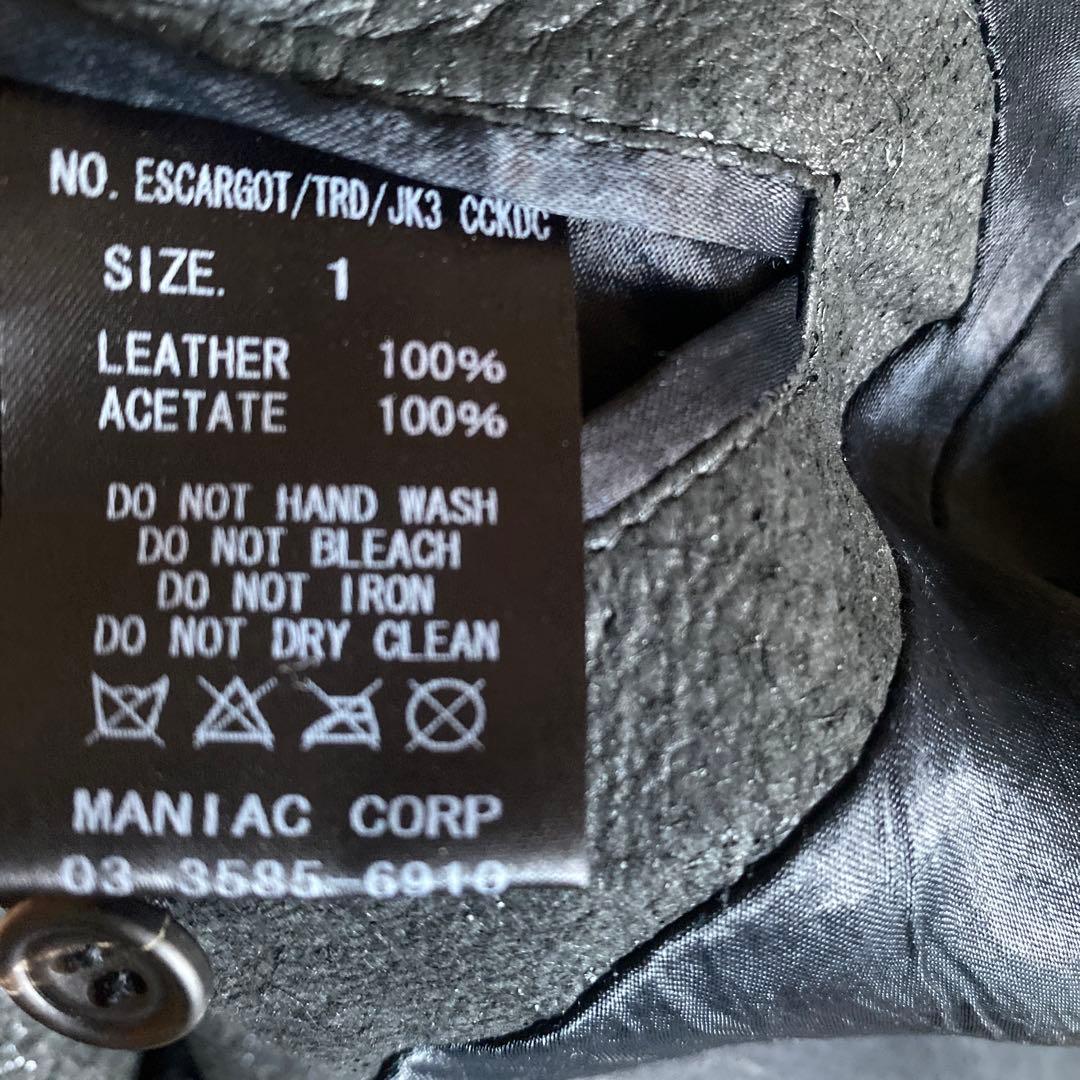 NO. ESCARGOT/TRD/JK3 CCKDC
SIZE. 1
LEATHER 100%
ACETATE 100%
DO NOT HAND WASH
DO NOT BLEACH
DO NOT IRON
DO NOT DRY CLEAN
MANIAC CORP
03-3585-6910